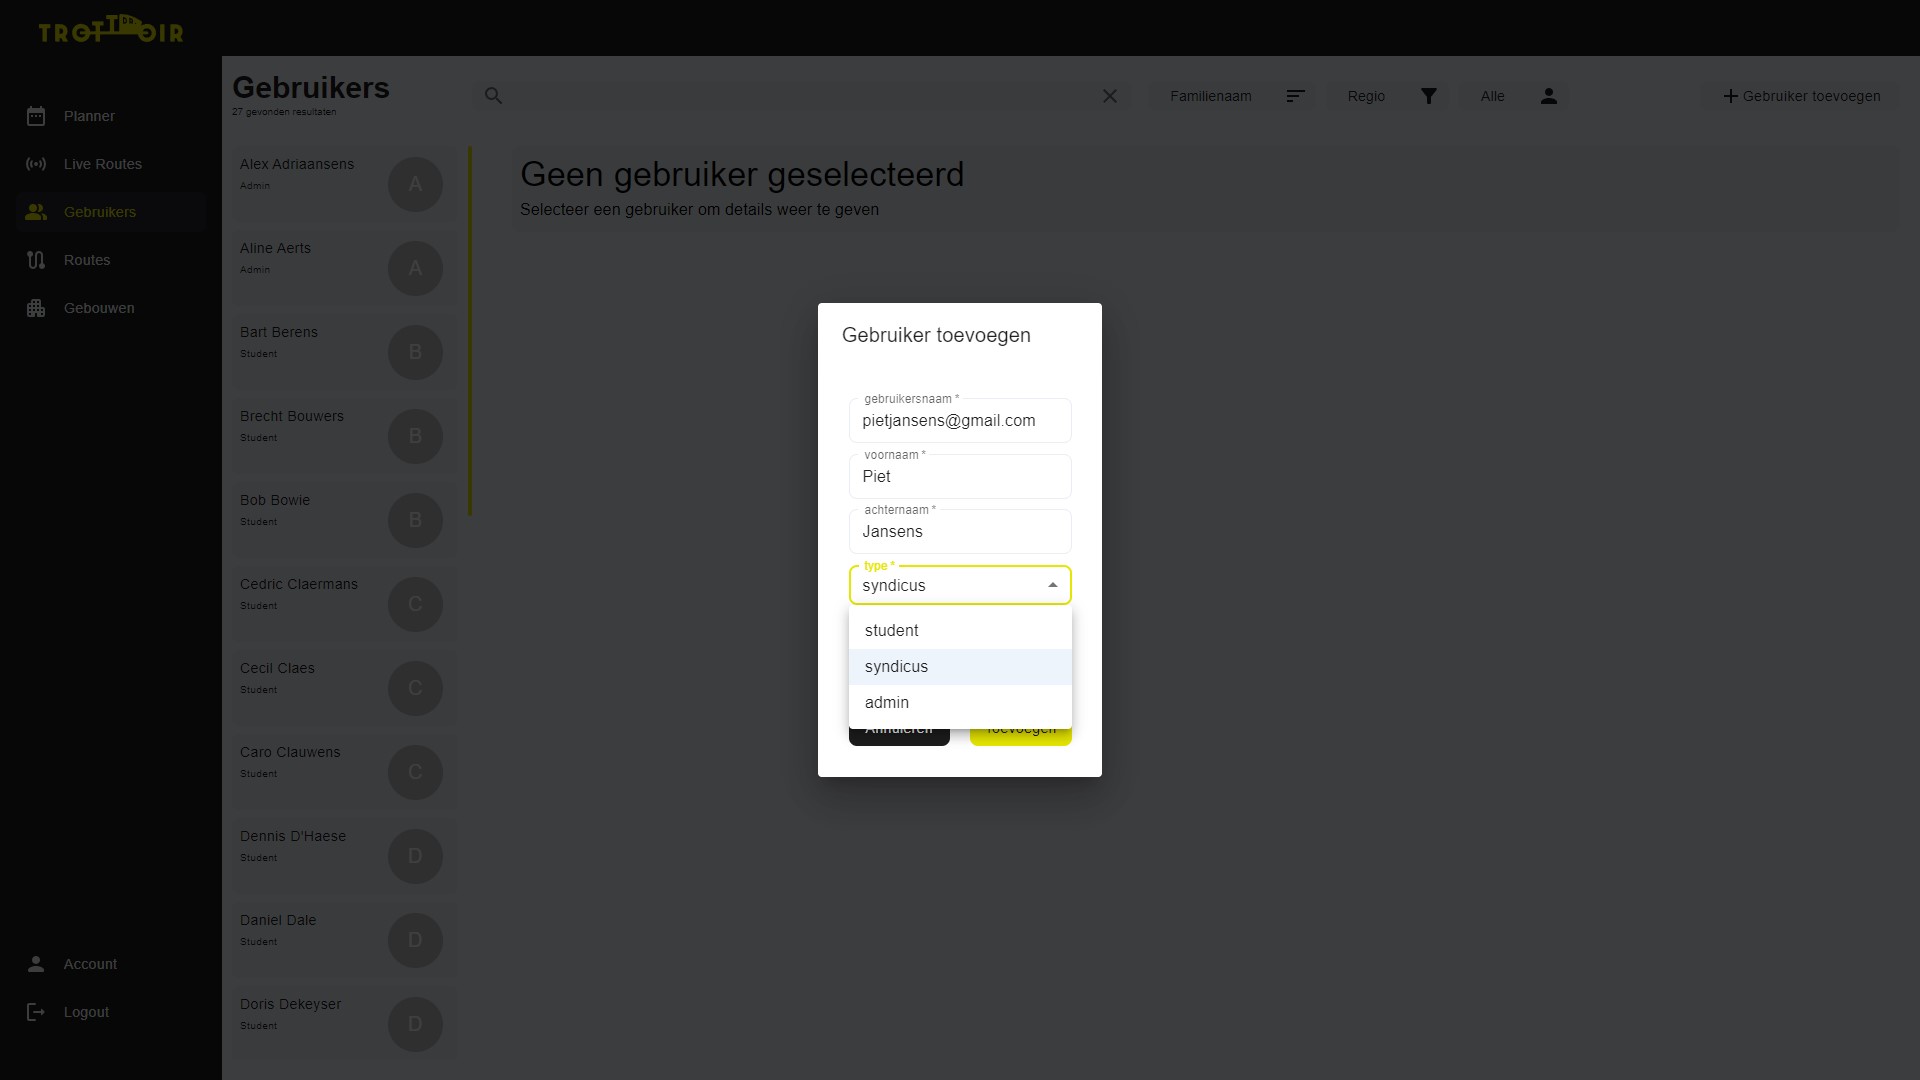 TROTTOIR
Planner
Live Routes
Gebruikers
Routes
Gebouwen
Account
Logout
Gebruikers
27 gevonden resultaten
Familienaam
Regio
Alle
Gebruiker toevoegen
Alex Adriaansens
Admin
A
Aline Aerts
Admin
A
Bart Berens
Student
B
Brecht Bouwers
Student
B
Bob Bowie
Student
B
Cedric Claermans
Student
C
Cecil Claes
Student
C
Caro Clauwens
Student
C
Dennis D'Haese
Student
D
Daniel Dale
Student
D
Doris Dekeyser
Student
D
Geen gebruiker geselecteerd
Selecteer een gebruiker om details weer te geven
Gebruiker toevoegen
gebruikersnaam *
pietjansens@gmail.com
voornaam *
Piet
achternaam *
Jansens
type *
syndicus
student
syndicus
admin
Annuleren
Toevoegen